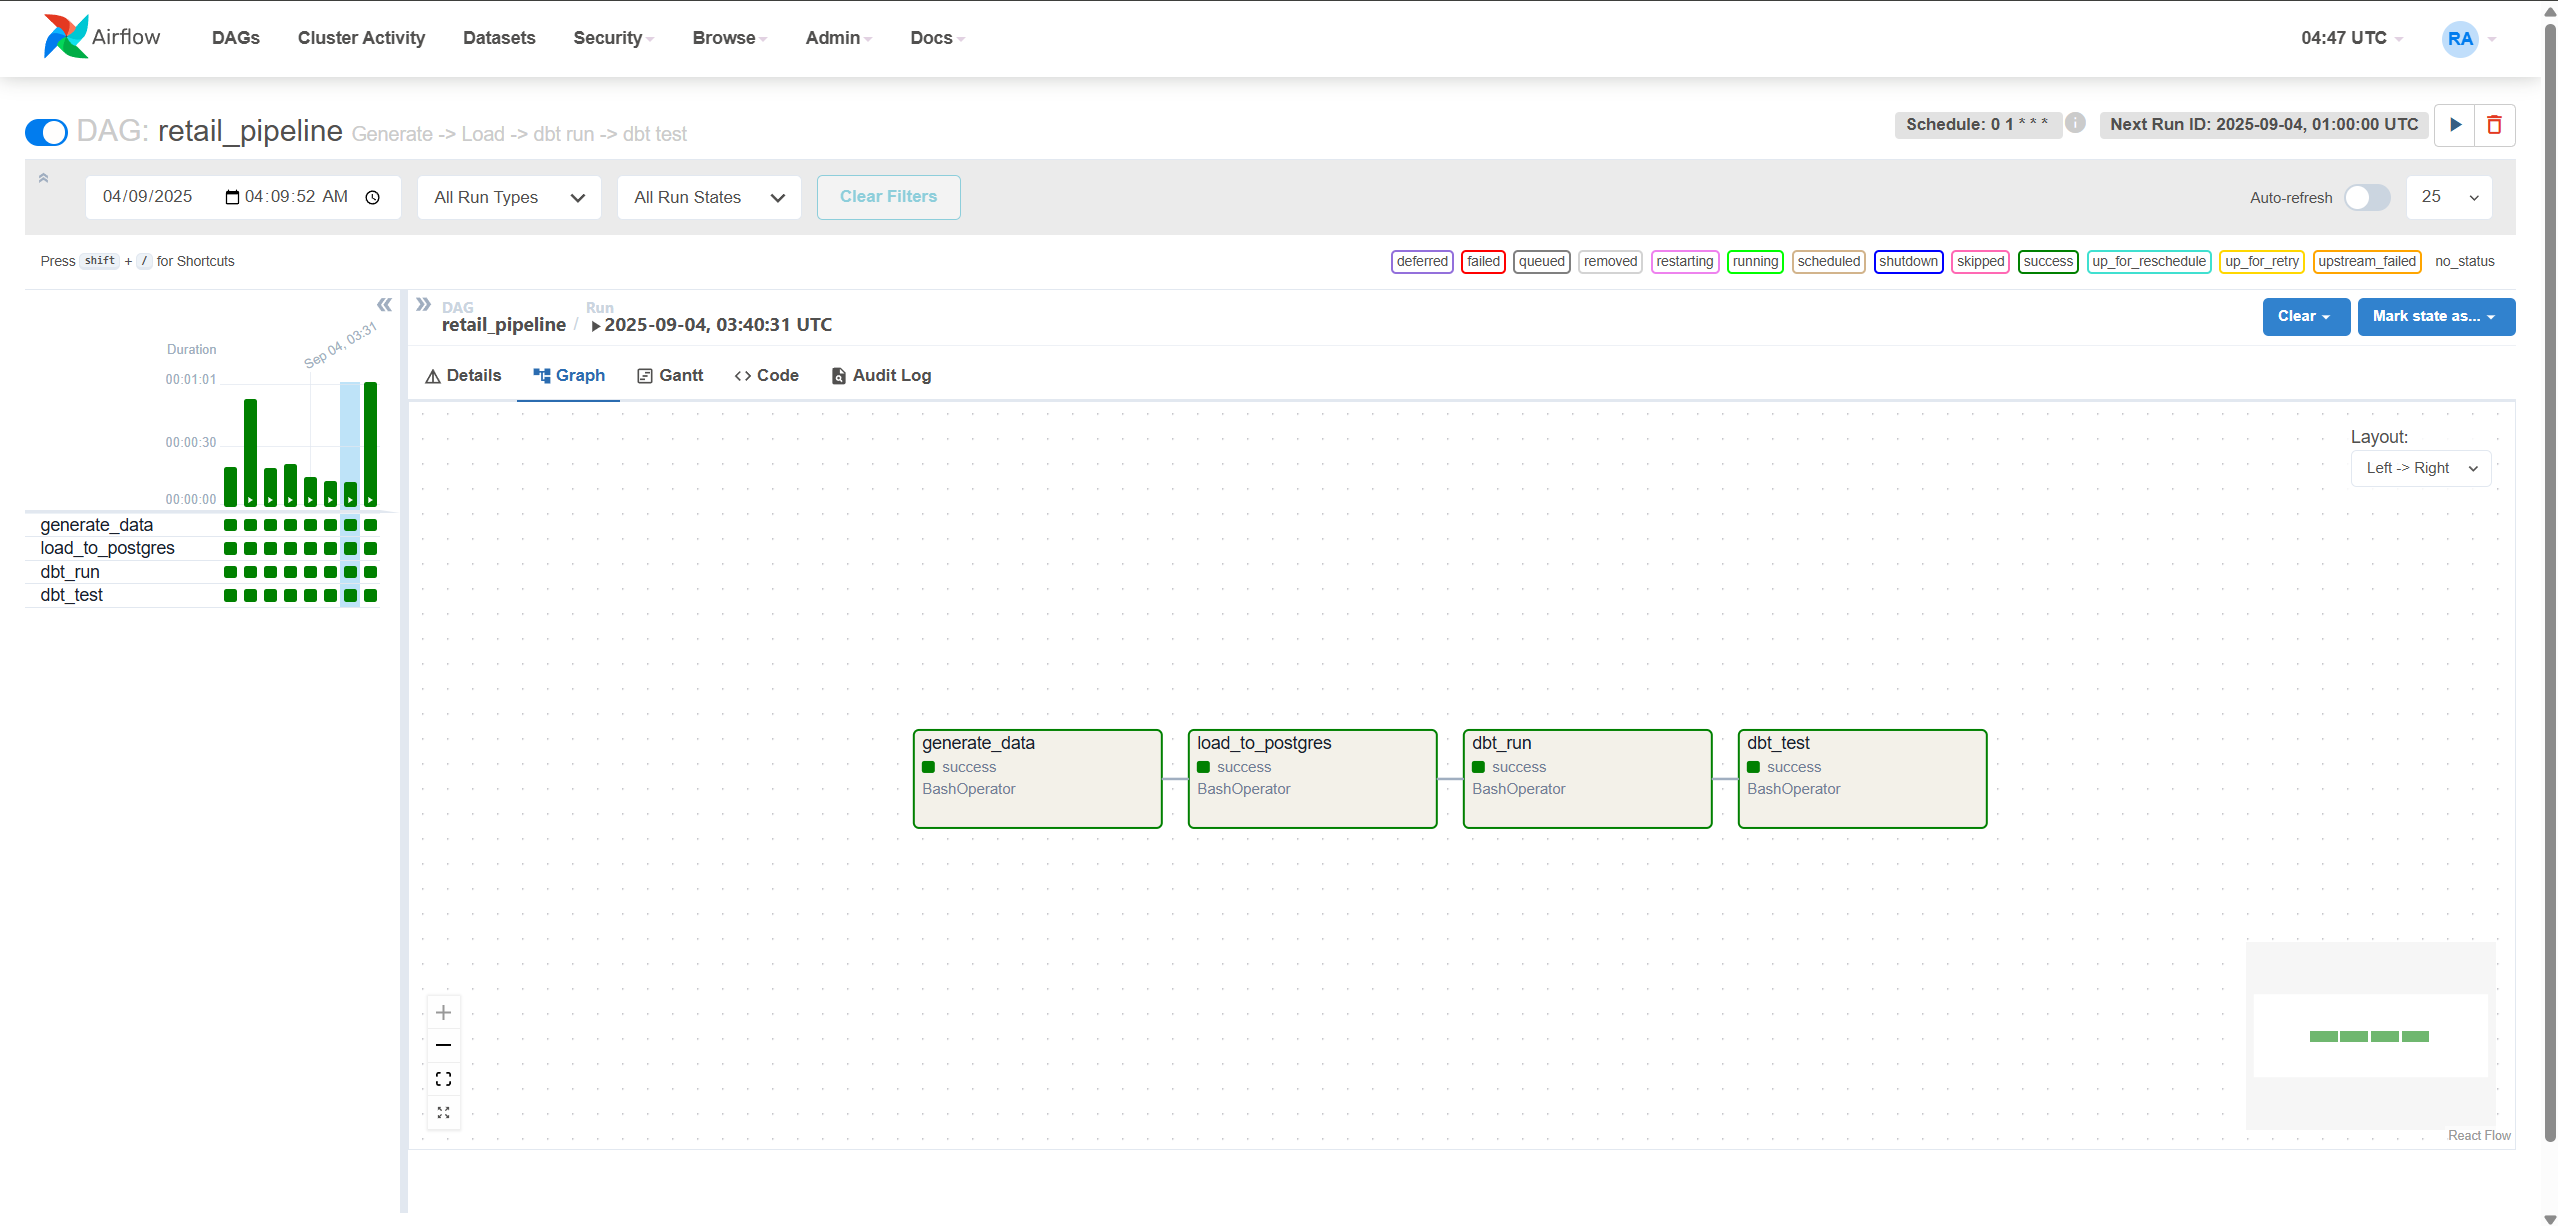 Airflow DAGs Cluster Activity Datasets Security Browse Admin Docs 04:47 UTC RA
DAG: retail_pipeline Generate -> Load -> dbt run -> dbt test Schedule: 0 1 * * * i Next Run ID: 2025-09-04, 01:00:00 UTC
04/09/2025 04:09:52 AM All Run Types All Run States Clear Filters Auto-refresh 25
Press shift + / for Shortcuts deferred failed queued removed restarting running scheduled shutdown skipped success up_for_reschedule up_for_retry upstream_failed no_status
Duration
Sep 04, 03:31
00:01:01
00:00:30
00:00:00
generate_data
load_to_postgres
dbt_run
dbt_test
DAG Run
retail_pipeline / 2025-09-04, 03:40:31 UTC
Clear Mark state as...
Details Graph Gantt Code Audit Log
Layout:
Left -> Right
generate_data
success
BashOperator
load_to_postgres
success
BashOperator
dbt_run
success
BashOperator
dbt_test
success
BashOperator
React Flow